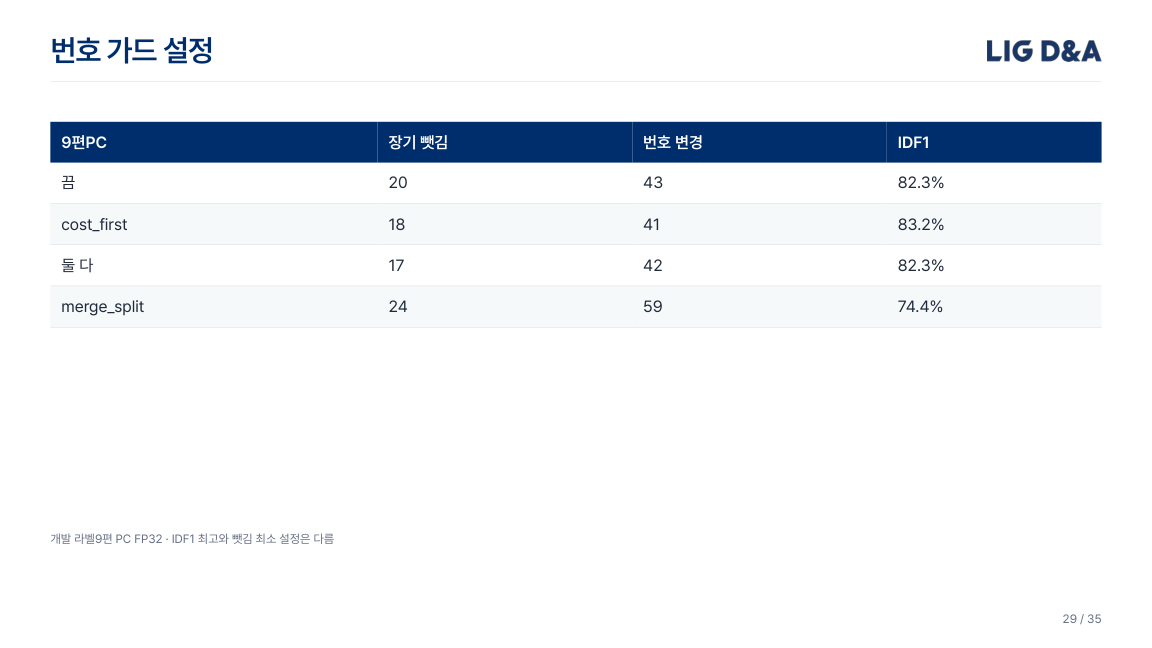 번호 가드 설정
LIG D&A
9편PC 장기 뺏김 번호 변경 IDF1
끔 20 43 82.3%
cost_first 18 41 83.2%
둘 다 17 42 82.3%
merge_split 24 59 74.4%
개발 라벨9편 PC FP32 · IDF1 최고와 뺏김 최소 설정은 다름
29 / 35